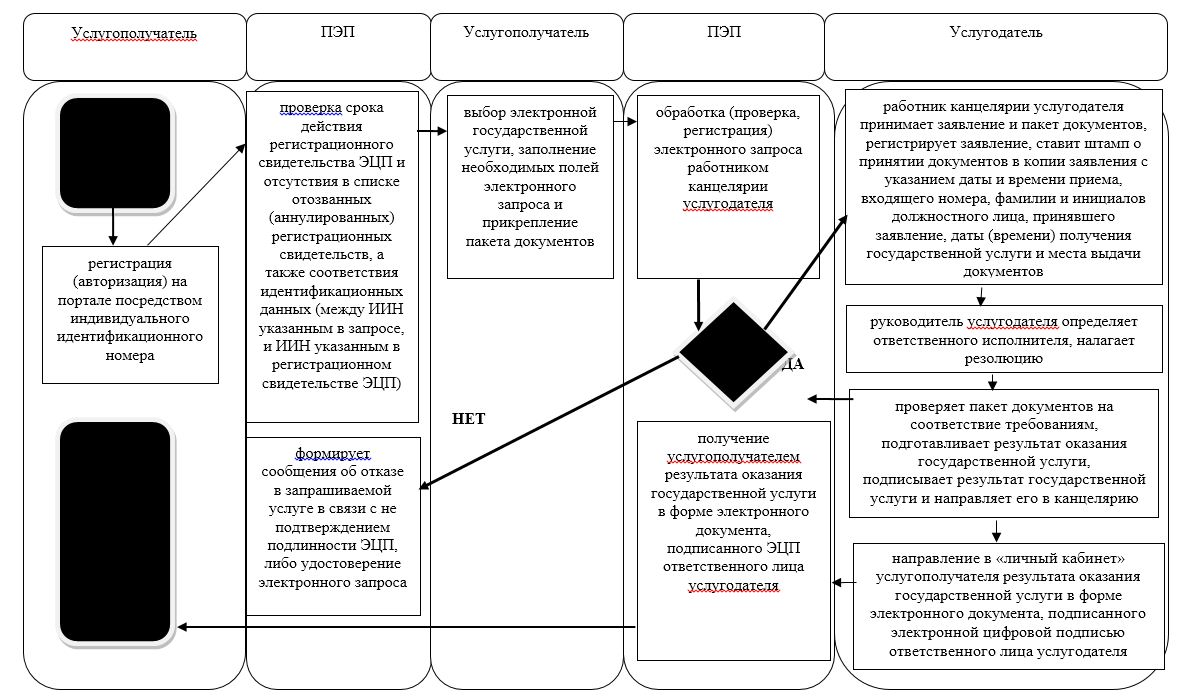 Услугополучатель
ПЭП
Услугополучатель
ПЭП
Услугодатель
регистрация
(авторизация) на
портале посредством
индивидуального
идентификационного
номера
проверка срока
действия
регистрационного
свидетельства ЭЦП и
отсутствия в списке
отозванных
(аннулированных)
регистрационных
свидетельств, а
также соответствия
идентификационных
данных (между ИИН
указанным в запросе,
и ИИН указанным в
регистрационном
свидетельстве ЭЦП)
формирует
сообщения об отказе
в запрашиваемой
услуге в связи с не
подтверждением
подлинности ЭЦП,
либо удостоверение
электронного запроса
выбор электронной
государственной
услуги, заполнение
необходимых полей
электронного
запроса и
прикрепление
пакета документов
НЕТ
обработка (проверка,
регистрация)
электронного запроса
работником
канцелярии
услугодателя
ДА
получение
услугополучателем
результата оказания
государственной услуги
в форме электронного
документа,
подписанного ЭЦП
ответственного лица
услугодателя
работник канцелярии услугодателя
принимает заявление и пакет документов,
регистрирует заявление, ставит штамп о
принятии документов в копии заявления с
указанием даты и времени приема,
входящего номера, фамилии и инициалов
должностного лица, принявшего
заявление, даты (времени) получения
государственной услуги и места выдачи
документов
руководитель услугодателя определяет
ответственного исполнителя, налагает
резолюцию
проверяет пакет документов на
соответствие требованиям,
подготавливает результат оказания
государственной услуги,
подписывает результат государственной
услуги и направляет его в канцелярию
направление в «личный кабинет»
услугополучателя результата оказания
государственной услуги в форме
электронного документа, подписанного
электронной цифровой подписью
ответственного лица услугодателя